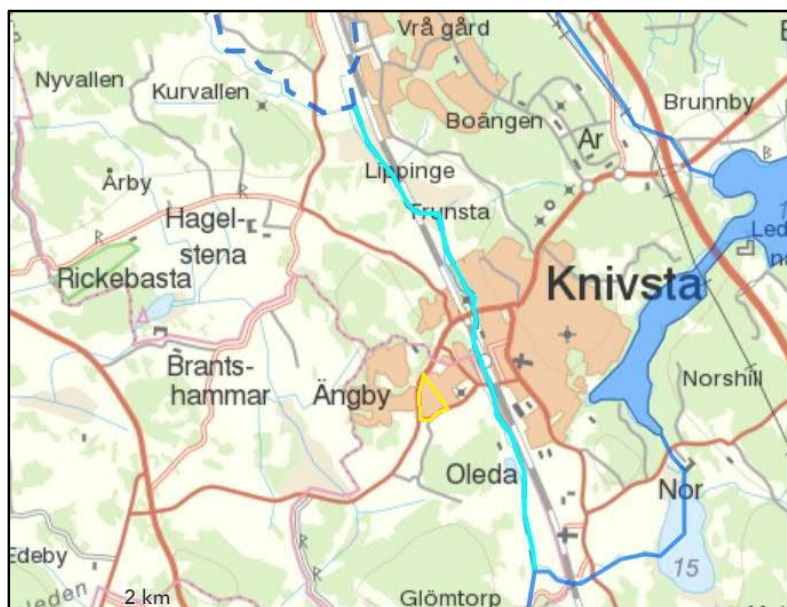 Vrå gård
Nyvallen
Kurvallen
Brunnby
Boängen
Ar
Årby
Lippinge
Trunsta
Hagel-
stena
Rickebasta
Knivsta
Brants-
hammar
Ängby
Norshill
Oleda
Nor
Edeby
15
2 km
Glömtorp